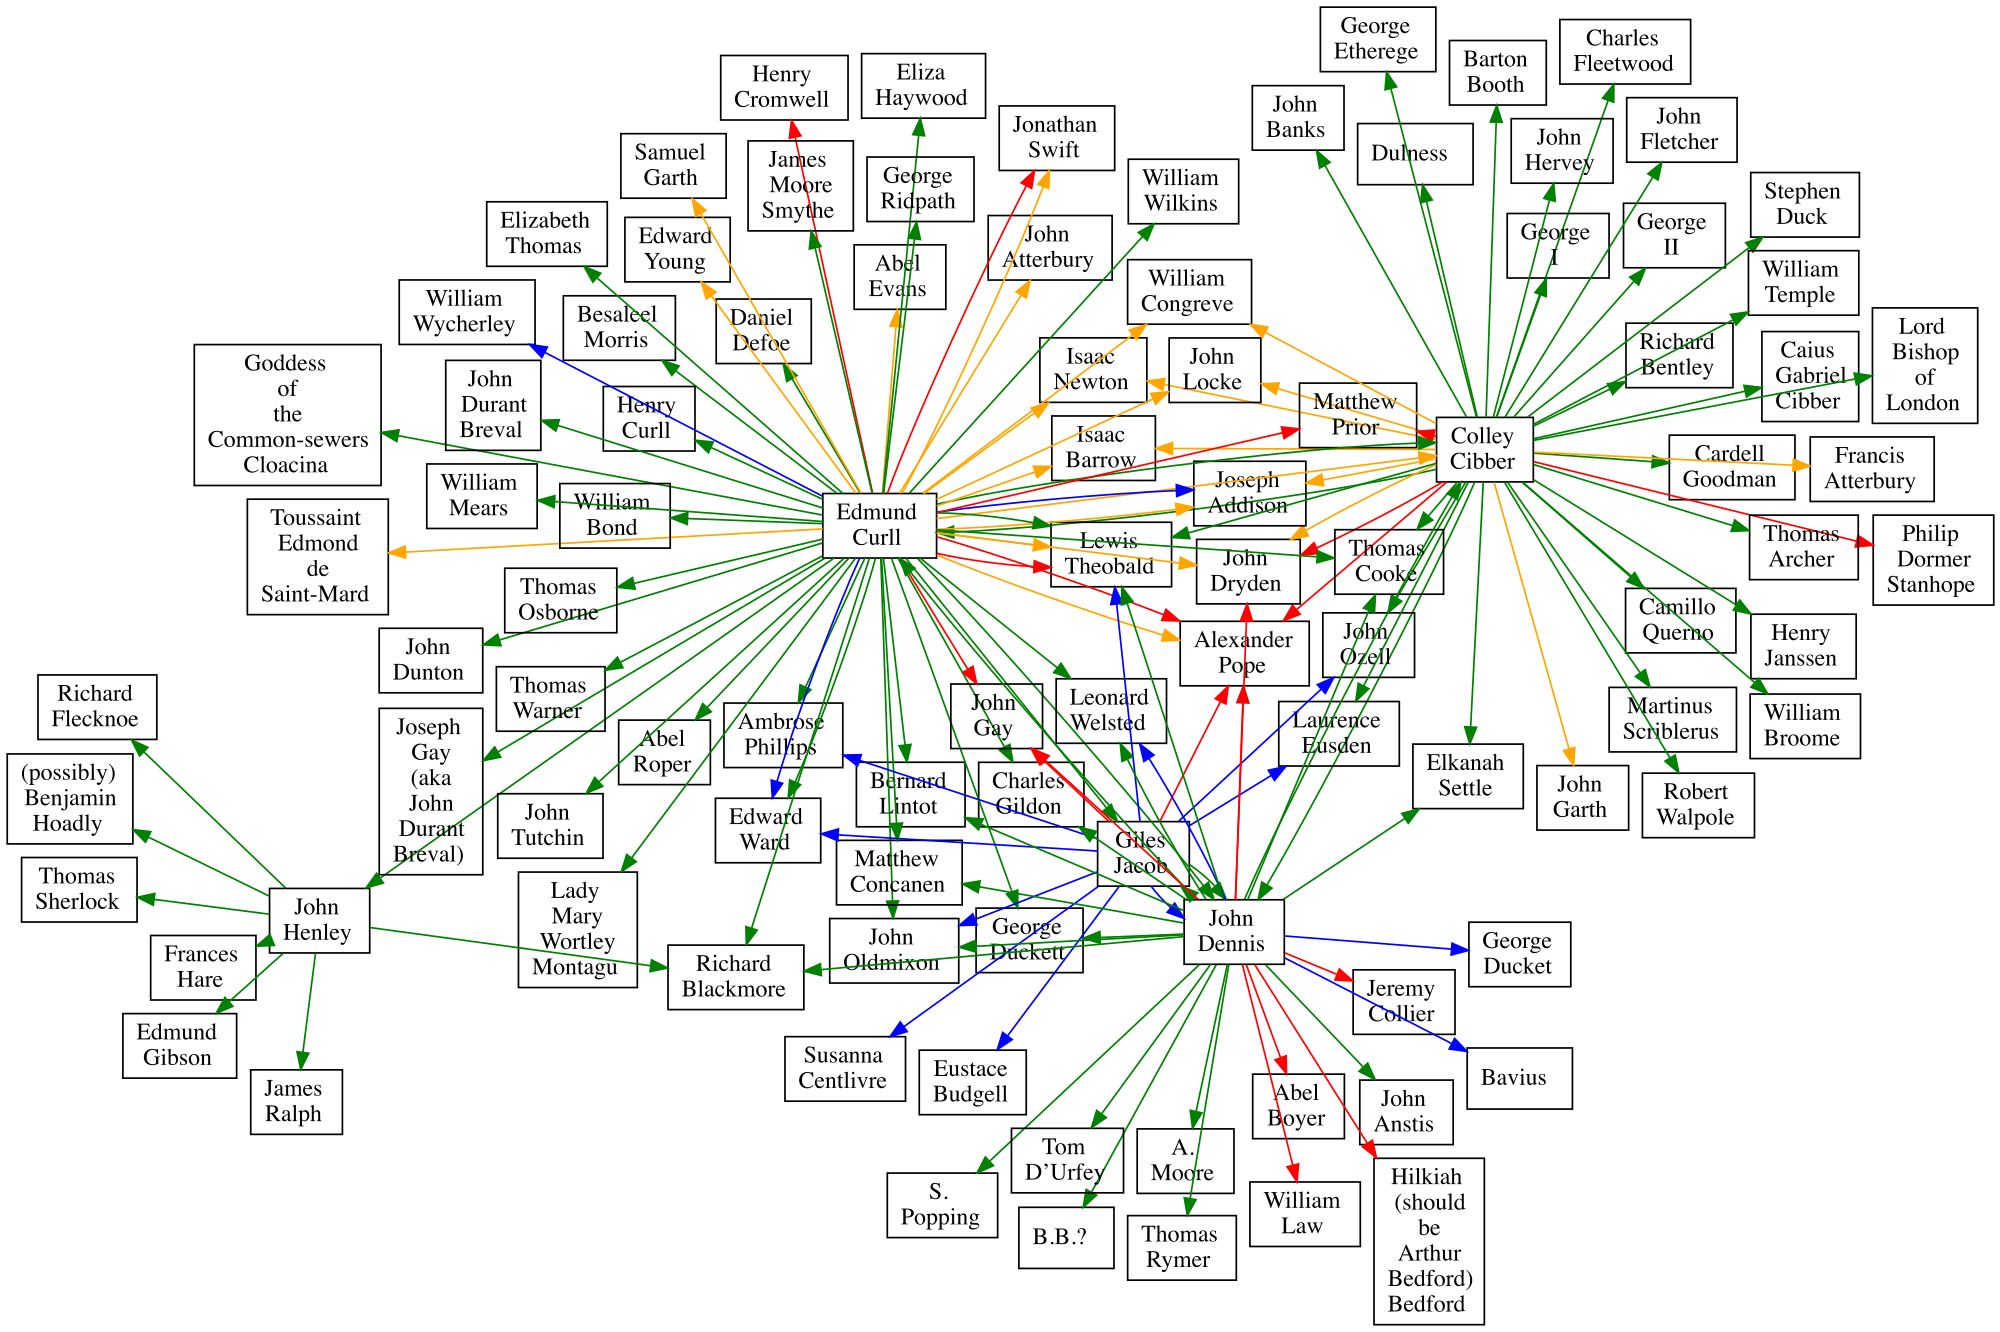 George
Etherege
Charles
Fleetwood
Barton
Booth
Henry
Cromwell
Eliza
Haywood
John
Banks
John
Fletcher
Jonathan
Swift
John
Hervey
Dulness
Samuel
Garth
James
Moore
Smythe
George
Ridpath
William
Wilkins
Stephen
Duck
Elizabeth
Thomas
Edward
Young
John
Atterbury
George
I
George
II
Abel
Evans
William
Congreve
William
Temple
William
Wycherley
Besaleel
Morris
Daniel
Defoe
Isaac
Newton
John
Locke
Richard
Bentley
Caius
Gabriel
Cibber
Lord
Bishop
of
London
Goddess
of
the
Common-sewers
Cloacina
John
Durant
Breval
Henry
Curll
Matthew
Prior
Isaac
Barrow
Colley
Cibber
Cardell
Goodman
Francis
Atterbury
William
Mears
William
Bond
Joseph
Addison
Edmund
Curll
Toussaint
Edmond
de
Saint-Mard
Lewis
Theobald
John
Dryden
Thomas
Cooke
Thomas
Archer
Philip
Dormer
Stanhope
Thomas
Osborne
Camillo
Querno
Henry
Janssen
John
Dunton
Alexander
Pope
John
Ozell
Thomas
Warner
Richard
Flecknoe
Joseph
Gay
(aka
John
Durant
Breval)
Abel
Roper
Ambrose
Phillips
John
Gay
Leonard
Welsted
Laurence
Eusden
Martinus
Scriblerus
William
Broome
(possibly)
Benjamin
Hoadly
John
Tutchin
Edward
Ward
Bernard
Lintot
Charles
Gildon
Elkanah
Settle
John
Garth
Robert
Walpole
Giles
Jacob
Thomas
Sherlock
Matthew
Concanen
Lady
Mary
Wortley
Montagu
John
Henley
John
Dennis
Frances
Hare
Richard
Blackmore
John
Oldmixon
George
Duckett
George
Ducket
Jeremy
Collier
Edmund
Gibson
James
Ralph
Susanna
Centlivre
Eustace
Budgell
Abel
Boyer
John
Anstis
Bavius
Tom
D'Urfey
A.
Moore
S.
Popping
B.B.?
Thomas
Rymer
William
Law
Hilkiah
(should
be
Arthur
Bedford)
Bedford